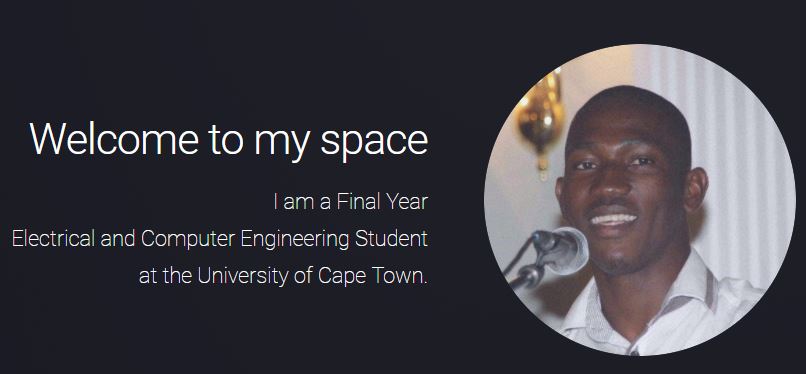 Welcome to my space
I am a Final Year
Electrical and Computer Engineering Student
at the University of Cape Town.